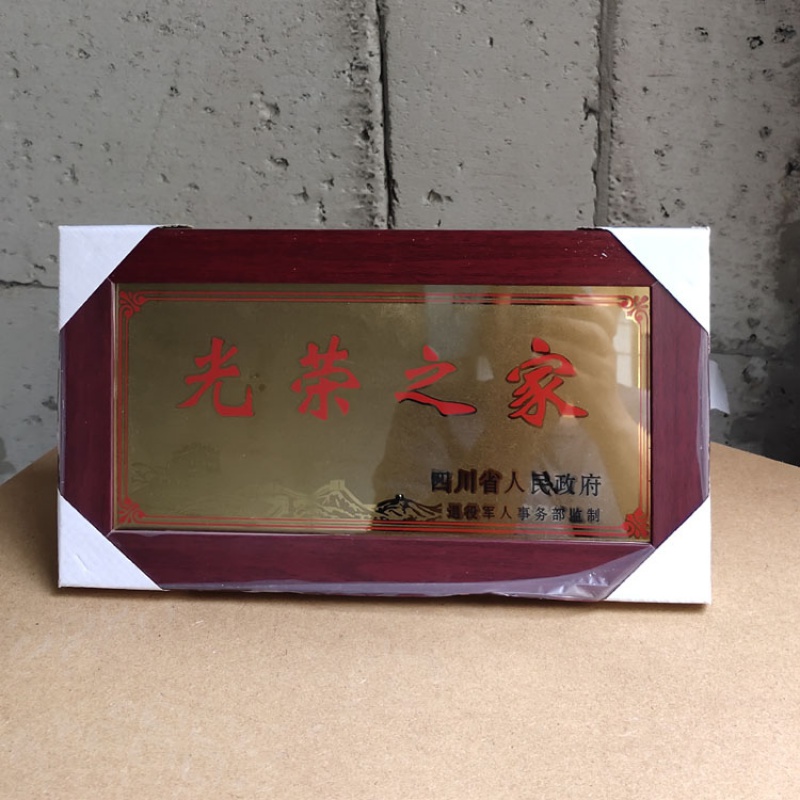 光荣之家
四川省人民政府
退役军人事务部监制